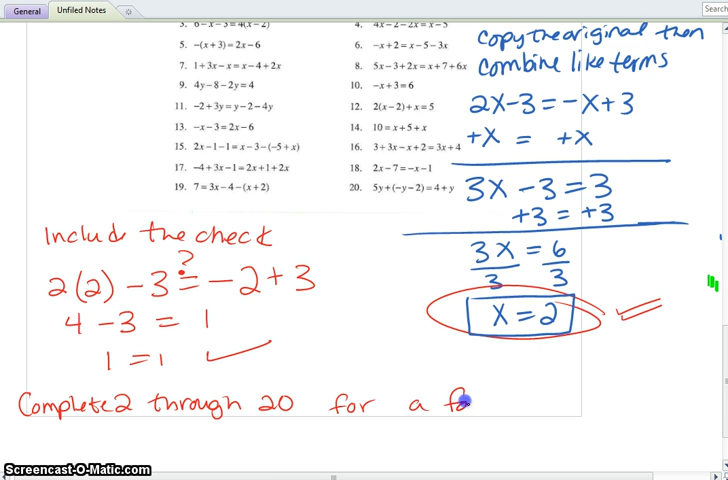 General
Unfiled Notes
Search
3. 6 – x – 3 = 4(x – 2)
4. 4x – 2 – 2x = x – 5
5. –(x + 3) = 2x – 6
6. –x + 2 = x – 5 – 3x
7. 1 + 3x – x = x – 4 + 2x
8. 5x – 3 + 2x = x + 7 + 6x
9. 4y – 8 – 2y = 4
10. –x + 3 = 6
11. –2 + 3y = y – 2 – 4y
12. 2(x – 2) + x = 5
13. –x – 3 = 2x – 6
14. 10 = x + 5 + x
15. 2x – 1 – 1 = x – 3 – (–5 + x)
16. 3 + 3x – x + 2 = 3x + 4
17. –4 + 3x – 1 = 2x + 1 + 2x
18. 2x – 7 = –x – 1
19. 7 = 3x – 4 – (x + 2)
20. 5y + (–y – 2) = 4 + y
copy the original then
combine like terms
2x – 3 = – x + 3
+x = +x
3x – 3 = 3
+3 = +3
3x = 6
3 3
x = 2
Include the check
?
2(2) – 3 = – 2 + 3
4 – 3 = 1
1 = 1
Complete 2 through 20 for a fo
Screencast-O-Matic.com